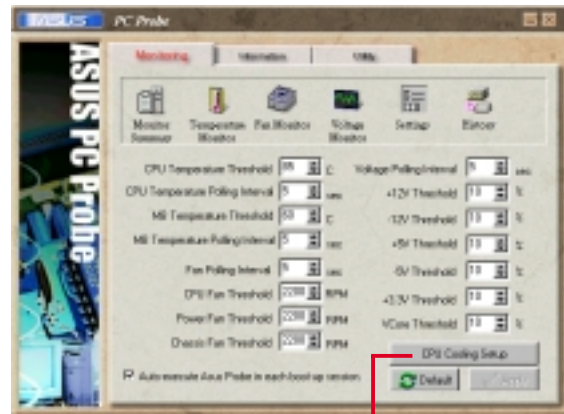 ASUS PC Probe
ASUS PC Probe
Monitoring Information Utility
Monitor Summary
Temperature Monitor
Fan Monitor
Voltage Monitor
Settings
History
CPU Temperature Threshold C
CPU Temperature Polling Interval 5 sec
MB Temperature Threshold C
MB Temperature Polling Interval 5 sec
Fan Polling Interval 5 sec
CPU Fan Threshold RPM
Power Fan Threshold RPM
Chassis Fan Threshold RPM
Voltage Polling Interval 5 sec
+12V Threshold 10 %
-12V Threshold 10 %
+5V Threshold 10 %
-5V Threshold 10 %
+3.3V Threshold 10 %
VCore Threshold 10 %
CPU Cooling Setup
Auto execute Asus Probe in each boot up session.
Default
Apply